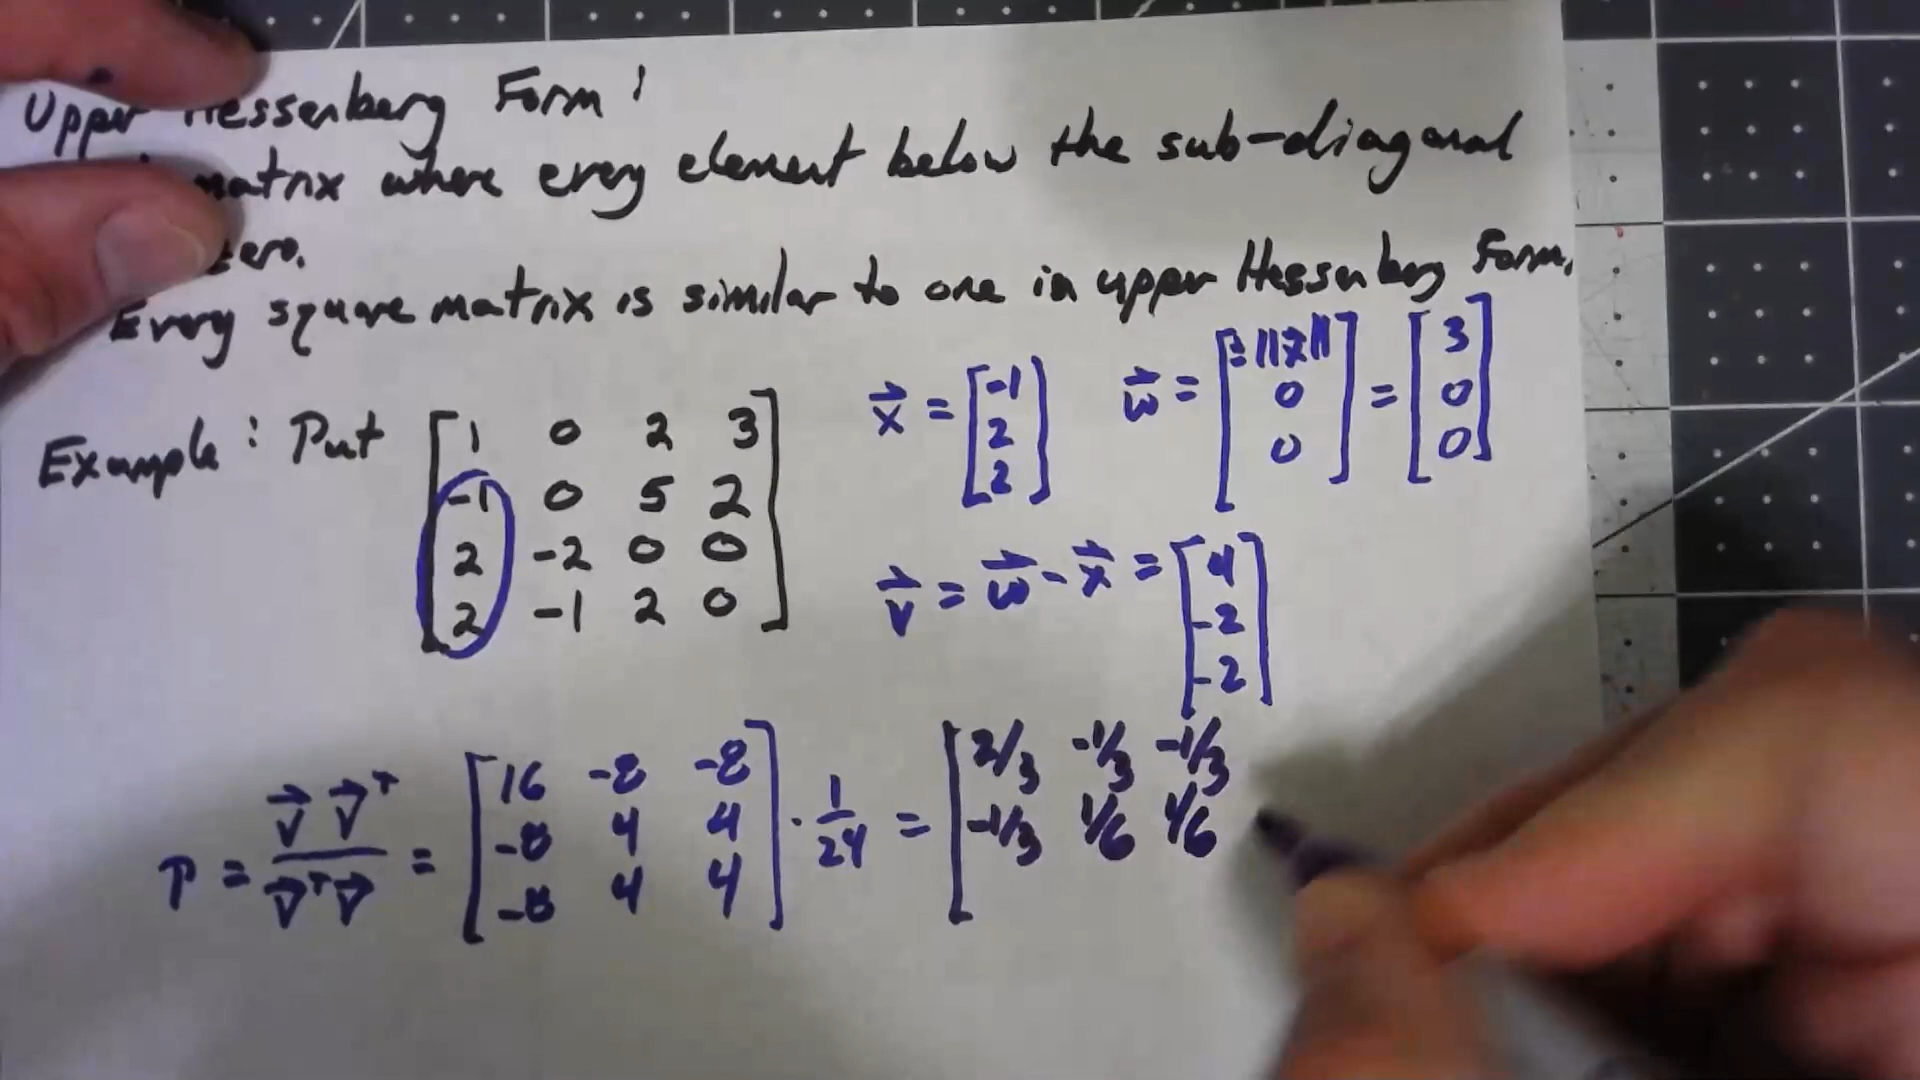 Upper Hessenberg Form:
matrix where every element below the sub-diagonal
zero.
Every square matrix is similar to one in upper Hessenberg Form.
Example: Put [1 0 2 3
-1 0 5 2
2 -2 0 0
2 -1 2 0]
x⃗ = [-1
2
2]
w⃗ = [±||x⃗||
0
0] = [3
0
0]
v⃗ = w⃗ - x⃗ = [4
-2
-2]
P = v⃗ v⃗ᵀ / v⃗ᵀ v⃗ = [16 -8 -8
-8 4 4
-8 4 4] · 1/24 = [2/3 -1/3 -1/3
-1/3 1/6 1/6